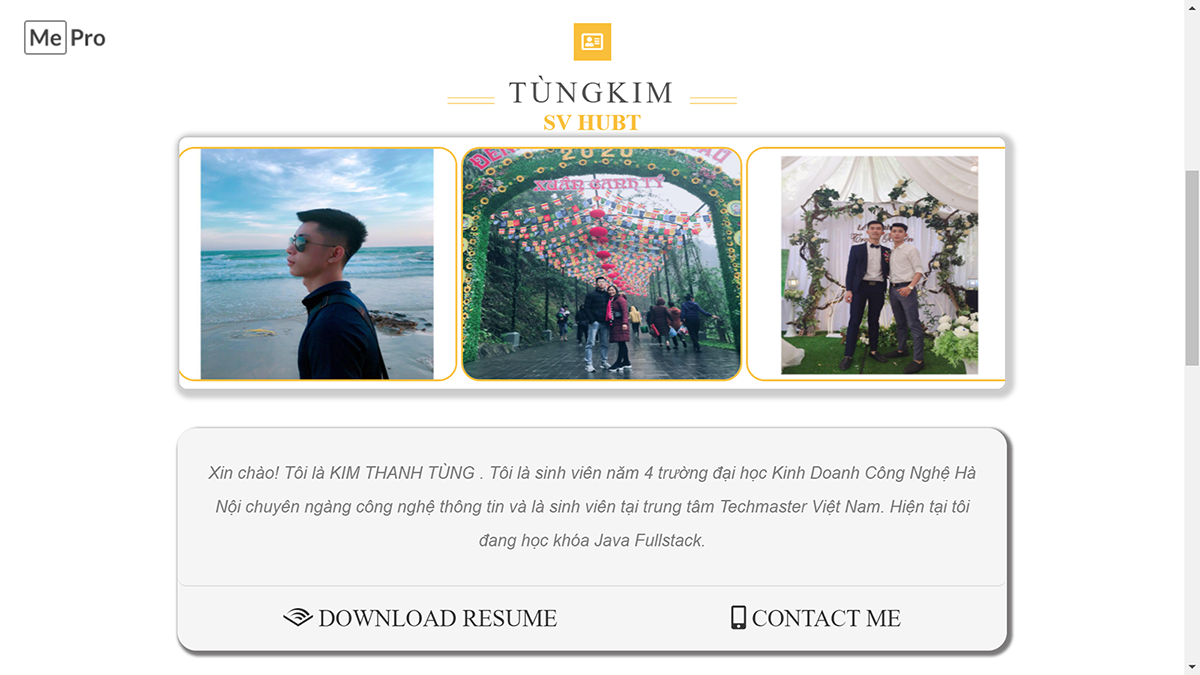 Me Pro
TÙNGKIM
SV HUBT
2020
XUÂN CANH TÝ
Xin chào! Tôi là KIM THANH TÙNG . Tôi là sinh viên năm 4 trường đại học Kinh Doanh Công Nghệ Hà
Nội chuyên ngàng công nghệ thông tin và là sinh viên tại trung tâm Techmaster Việt Nam. Hiện tại tôi
đang học khóa Java Fullstack.
DOWNLOAD RESUME
CONTACT ME